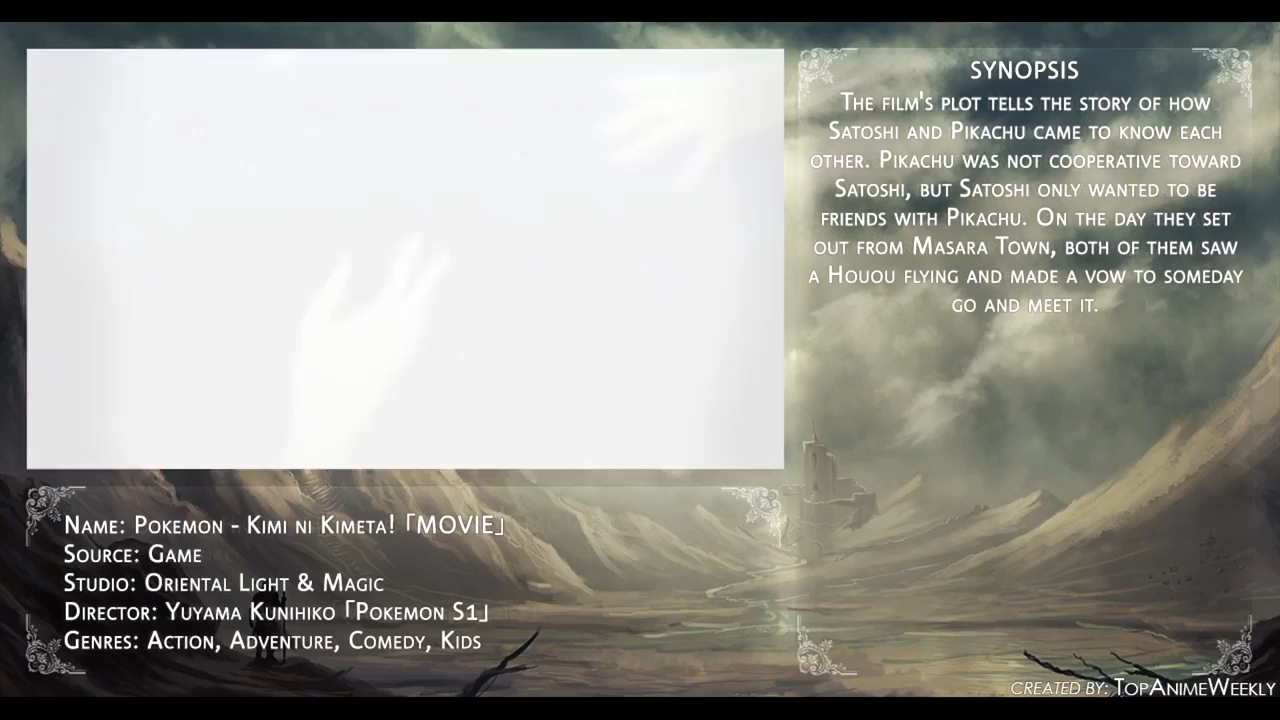 SYNOPSIS
The film's plot tells the story of how
Satoshi and Pikachu came to know each
other. Pikachu was not cooperative toward
Satoshi, but Satoshi only wanted to be
friends with Pikachu. On the day they set
out from Masara Town, both of them saw
a Houou flying and made a vow to someday
go and meet it.
Name: Pokemon - Kimi ni Kimeta! 「MOVIE」
Source: Game
Studio: Oriental Light & Magic
Director: Yuyama Kunihiko 「Pokemon S1」
Genres: Action, Adventure, Comedy, Kids
CREATED BY: TopAnimeWeekly